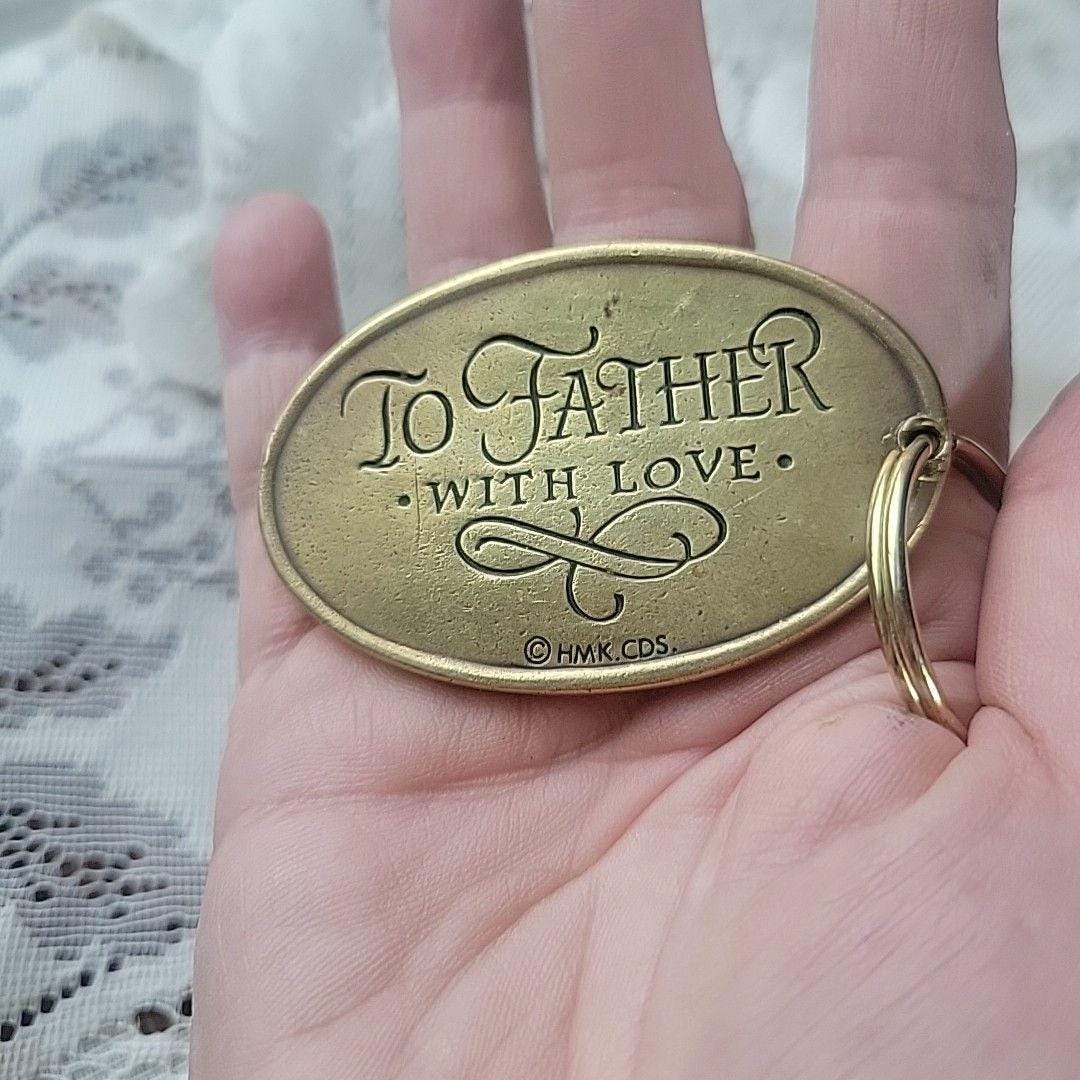 To FATHER
• WITH LOVE •
© HMK. CDS.